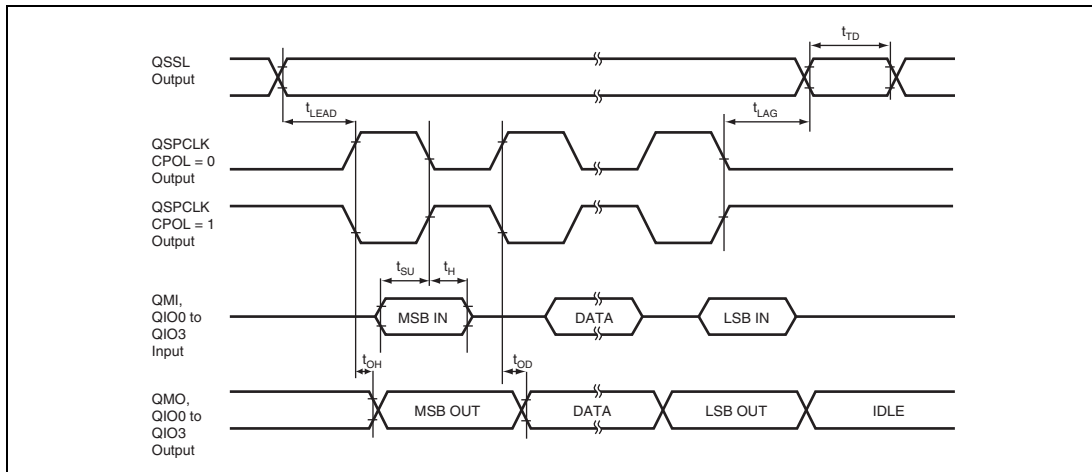 tTD
QSSL
Output
tLEAD
tLAG
QSPCLK
CPOL = 0
Output
QSPCLK
CPOL = 1
Output
tSU
tH
QMI,
QIO0 to
QIO3
Input
MSB IN
DATA
LSB IN
tOH
tOD
QMO,
QIO0 to
QIO3
Output
MSB OUT
DATA
LSB OUT
IDLE